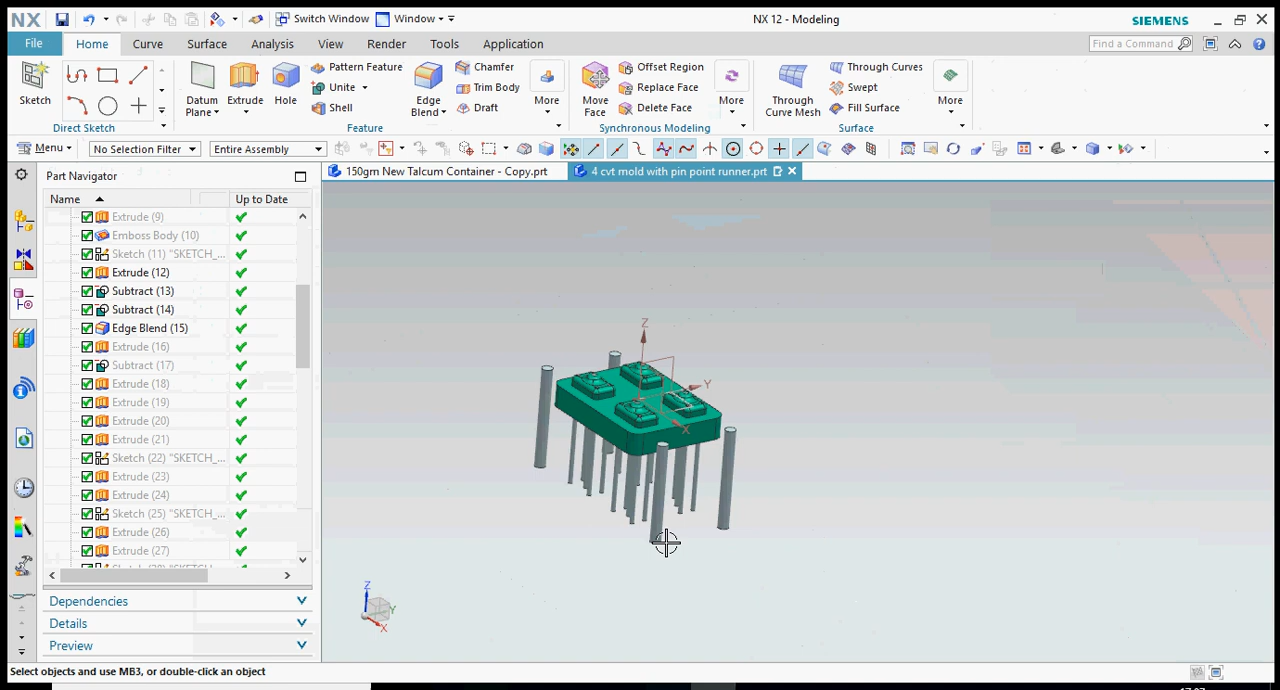 NX
Switch Window
Window
NX 12 - Modeling
SIEMENS
File
Home
Curve
Surface
Analysis
View
Render
Tools
Application
Find a Command
Sketch
Direct Sketch
Datum Plane
Extrude
Hole
Pattern Feature
Unite
Shell
Edge Blend
Chamfer
Trim Body
Draft
More
Feature
Move Face
Offset Region
Replace Face
Delete Face
More
Synchronous Modeling
Through Curve Mesh
Through Curves
Swept
Fill Surface
More
Surface
Menu
No Selection Filter
Entire Assembly
Part Navigator
150gm New Talcum Container - Copy.prt
4 cvt mold with pin point runner.prt
Name
Up to Date
Extrude (9)
Emboss Body (10)
Sketch (11) "SKETCH_...
Extrude (12)
Subtract (13)
Subtract (14)
Edge Blend (15)
Extrude (16)
Subtract (17)
Extrude (18)
Extrude (19)
Extrude (20)
Extrude (21)
Sketch (22) "SKETCH_...
Extrude (23)
Extrude (24)
Sketch (25) "SKETCH_...
Extrude (26)
Extrude (27)
Dependencies
Details
Preview
Z
Y
X
Z
Y
X
Select objects and use MB3, or double-click an object